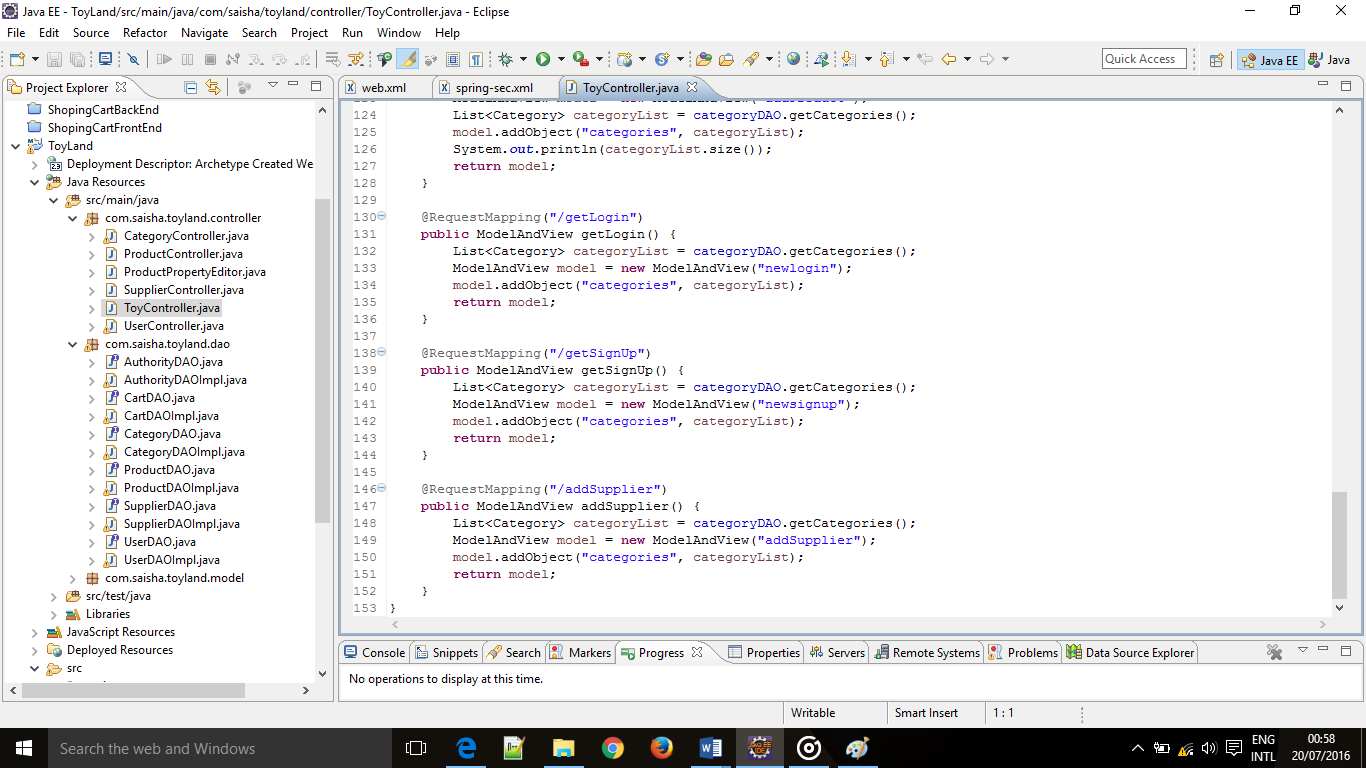 Java EE - ToyLand/src/main/java/com/saisha/toyland/controller/ToyController.java - Eclipse
File Edit Source Refactor Navigate Search Project Run Window Help
Quick Access
Java EE
Java
Project Explorer
ShopingCartBackEnd
ShopingCartFrontEnd
ToyLand
Deployment Descriptor: Archetype Created We
Java Resources
src/main/java
com.saisha.toyland.controller
CategoryController.java
ProductController.java
ProductPropertyEditor.java
SupplierController.java
ToyController.java
UserController.java
com.saisha.toyland.dao
AuthorityDAO.java
AuthorityDAOImpl.java
CartDAO.java
CartDAOImpl.java
CategoryDAO.java
CategoryDAOImpl.java
ProductDAO.java
ProductDAOImpl.java
SupplierDAO.java
SupplierDAOImpl.java
UserDAO.java
UserDAOImpl.java
com.saisha.toyland.model
src/test/java
Libraries
JavaScript Resources
Deployed Resources
src
web.xml
spring-sec.xml
ToyController.java
124 List<Category> categoryList = categoryDAO.getCategories();
125 model.addObject("categories", categoryList);
126 System.out.println(categoryList.size());
127 return model;
128 }
129
130 @RequestMapping("/getLogin")
131 public ModelAndView getLogin() {
132 List<Category> categoryList = categoryDAO.getCategories();
133 ModelAndView model = new ModelAndView("newlogin");
134 model.addObject("categories", categoryList);
135 return model;
136 }
137
138 @RequestMapping("/getSignUp")
139 public ModelAndView getSignUp() {
140 List<Category> categoryList = categoryDAO.getCategories();
141 ModelAndView model = new ModelAndView("newsignup");
142 model.addObject("categories", categoryList);
143 return model;
144 }
145
146 @RequestMapping("/addSupplier")
147 public ModelAndView addSupplier() {
148 List<Category> categoryList = categoryDAO.getCategories();
149 ModelAndView model = new ModelAndView("addSupplier");
150 model.addObject("categories", categoryList);
151 return model;
152 }
153 }
Console Snippets Search Markers Progress Properties Servers Remote Systems Problems Data Source Explorer
No operations to display at this time.
Writable Smart Insert 1 : 1
Search the web and Windows
ENG
INTL
00:58
20/07/2016